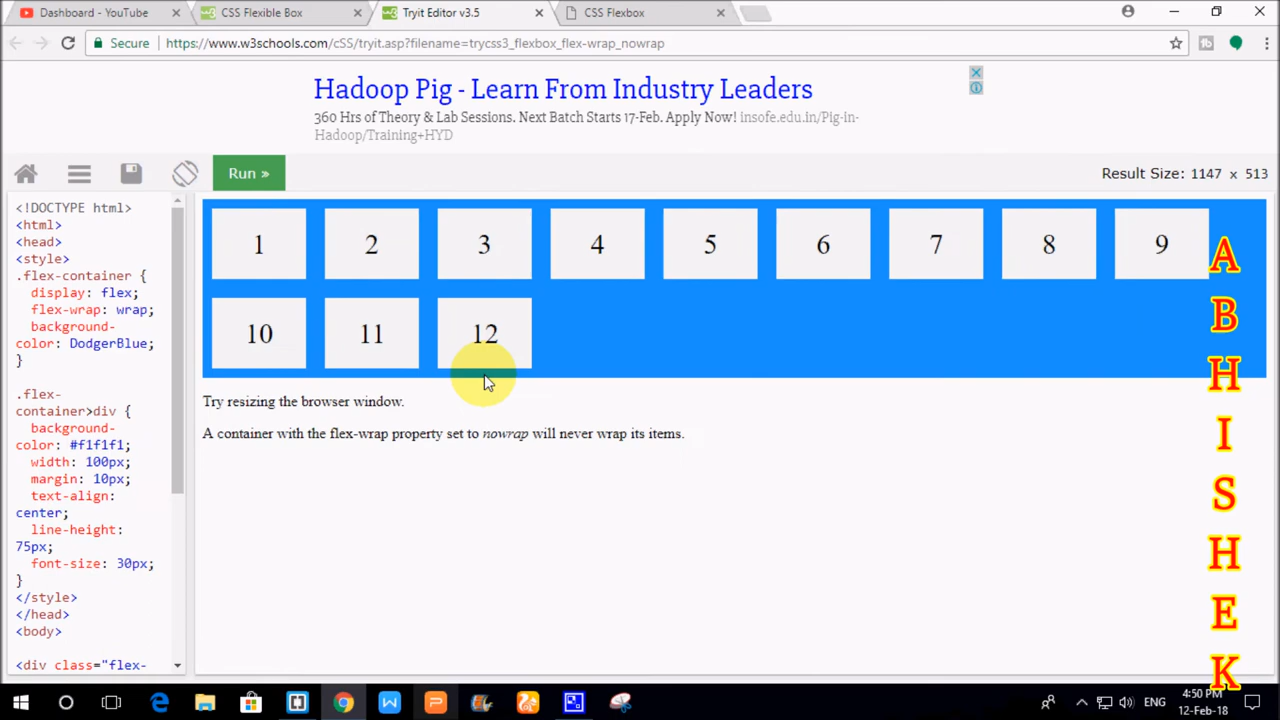 Dashboard - YouTube
CSS Flexible Box
Tryit Editor v3.5
CSS Flexbox
Secure
https://www.w3schools.com/cSS/tryit.asp?filename=trycss3_flexbox_flex-wrap_nowrap
Hadoop Pig - Learn From Industry Leaders
360 Hrs of Theory & Lab Sessions. Next Batch Starts 17-Feb. Apply Now! insofe.edu.in/Pig-in-
Hadoop/Training+HYD
Run »
Result Size: 1147 x 513
<!DOCTYPE html>
<html>
<head>
<style>
.flex-container {
display: flex;
flex-wrap: wrap;
background-
color: DodgerBlue;
}
.flex-
container>div {
background-
color: #f1f1f1;
width: 100px;
margin: 10px;
text-align:
center;
line-height:
75px;
font-size: 30px;
}
</style>
</head>
<body>
<div class="flex-
1 2 3 4 5 6 7 8 9
10 11 12
Try resizing the browser window.
A container with the flex-wrap property set to nowrap will never wrap its items.
A
B
H
I
S
H
E
K
ENG
4:50 PM
12-Feb-18